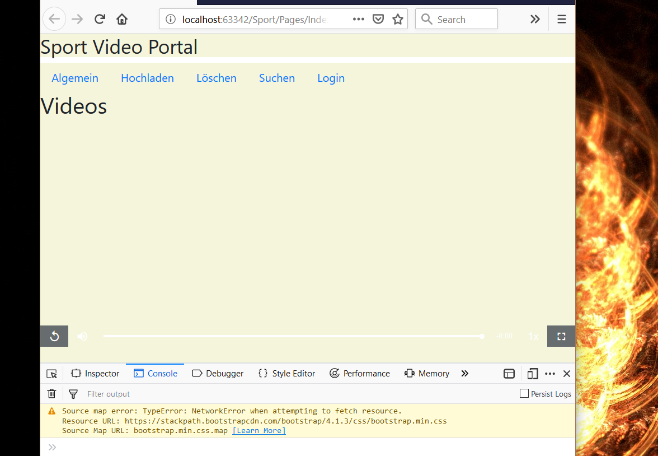 localhost:63342/Sport/Pages/Inde
Search
Sport Video Portal
Algemein Hochladen Löschen Suchen Login
Videos
Inspector Console Debugger Style Editor Performance Memory
Filter output Persist Logs
Source map error: TypeError: NetworkError when attempting to fetch resource.
Resource URL: https://stackpath.bootstrapcdn.com/bootstrap/4.1.3/css/bootstrap.min.css
Source Map URL: bootstrap.min.css.map [Learn More]